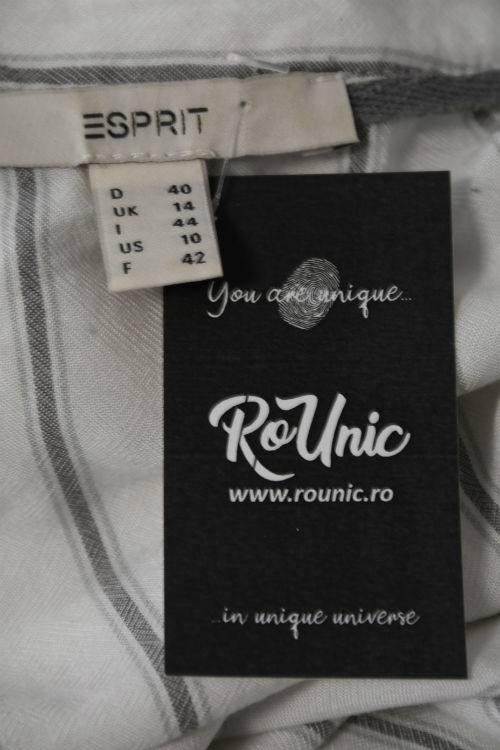 ESPRIT
D 40
UK 14
I 44
US 10
F 42
You are unique...
RoUnic
www.rounic.ro
...in unique universe